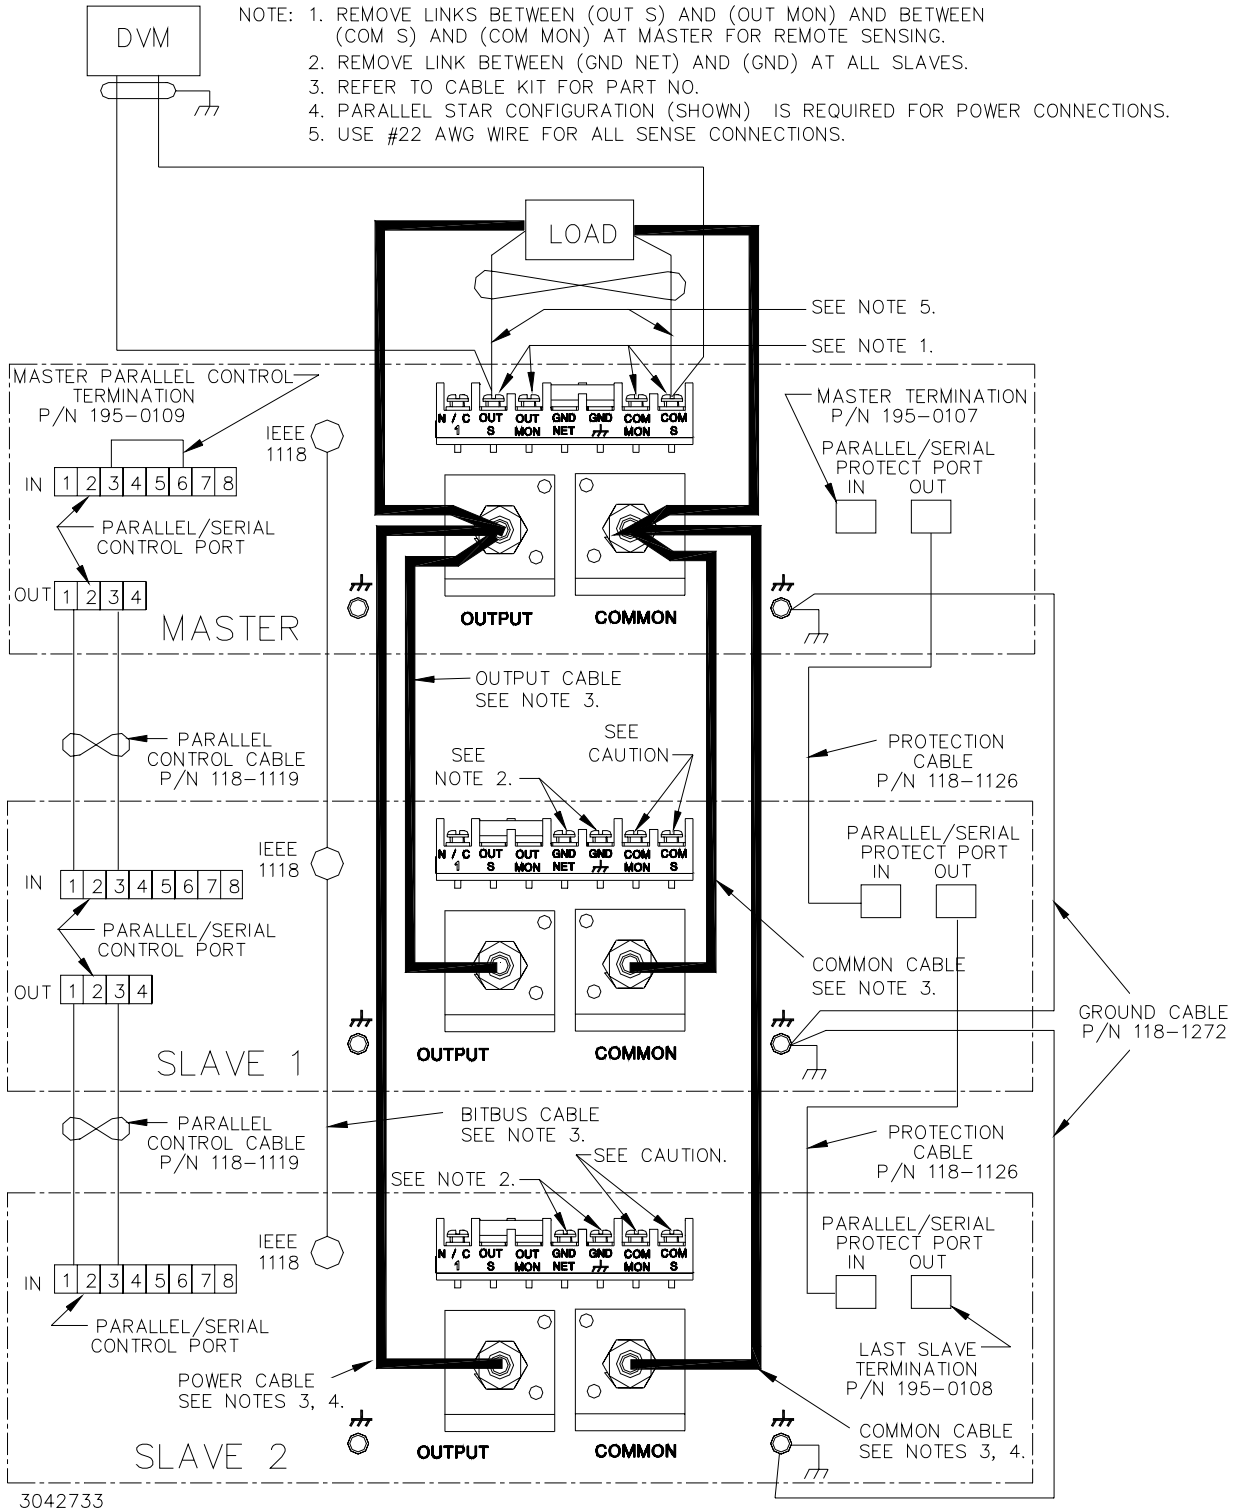 DVM
NOTE: 1. REMOVE LINKS BETWEEN (OUT S) AND (OUT MON) AND BETWEEN
(COM S) AND (COM MON) AT MASTER FOR REMOTE SENSING.
2. REMOVE LINK BETWEEN (GND NET) AND (GND) AT ALL SLAVES.
3. REFER TO CABLE KIT FOR PART NO.
4. PARALLEL STAR CONFIGURATION (SHOWN) IS REQUIRED FOR POWER CONNECTIONS.
5. USE #22 AWG WIRE FOR ALL SENSE CONNECTIONS.
LOAD
SEE NOTE 5.
SEE NOTE 1.
MASTER PARALLEL CONTROL
TERMINATION
P/N 195-0109
IEEE
1118
N / C OUT OUT GND GND COM COM
1 S MON NET MON S
MASTER TERMINATION
P/N 195-0107
PARALLEL/SERIAL
PROTECT PORT
IN OUT
IN 1 2 3 4 5 6 7 8
PARALLEL/SERIAL
CONTROL PORT
OUT 1 2 3 4
MASTER
OUTPUT COMMON
OUTPUT CABLE
SEE NOTE 3.
PARALLEL
CONTROL CABLE
P/N 118-1119
SEE
NOTE 2.
SEE
CAUTION
PROTECTION
CABLE
P/N 118-1126
IEEE
1118
N / C OUT OUT GND GND COM COM
1 S MON NET MON S
PARALLEL/SERIAL
PROTECT PORT
IN OUT
IN 1 2 3 4 5 6 7 8
PARALLEL/SERIAL
CONTROL PORT
OUT 1 2 3 4
COMMON CABLE
SEE NOTE 3.
GROUND CABLE
P/N 118-1272
SLAVE 1
OUTPUT COMMON
PARALLEL
CONTROL CABLE
P/N 118-1119
BITBUS CABLE
SEE NOTE 3.
SEE CAUTION.
SEE NOTE 2.
PROTECTION
CABLE
P/N 118-1126
IEEE
1118
N / C OUT OUT GND GND COM COM
1 S MON NET MON S
PARALLEL/SERIAL
PROTECT PORT
IN OUT
IN 1 2 3 4 5 6 7 8
PARALLEL/SERIAL
CONTROL PORT
LAST SLAVE
TERMINATION
P/N 195-0108
POWER CABLE
SEE NOTES 3, 4.
COMMON CABLE
SEE NOTES 3, 4.
SLAVE 2
OUTPUT COMMON
3042733